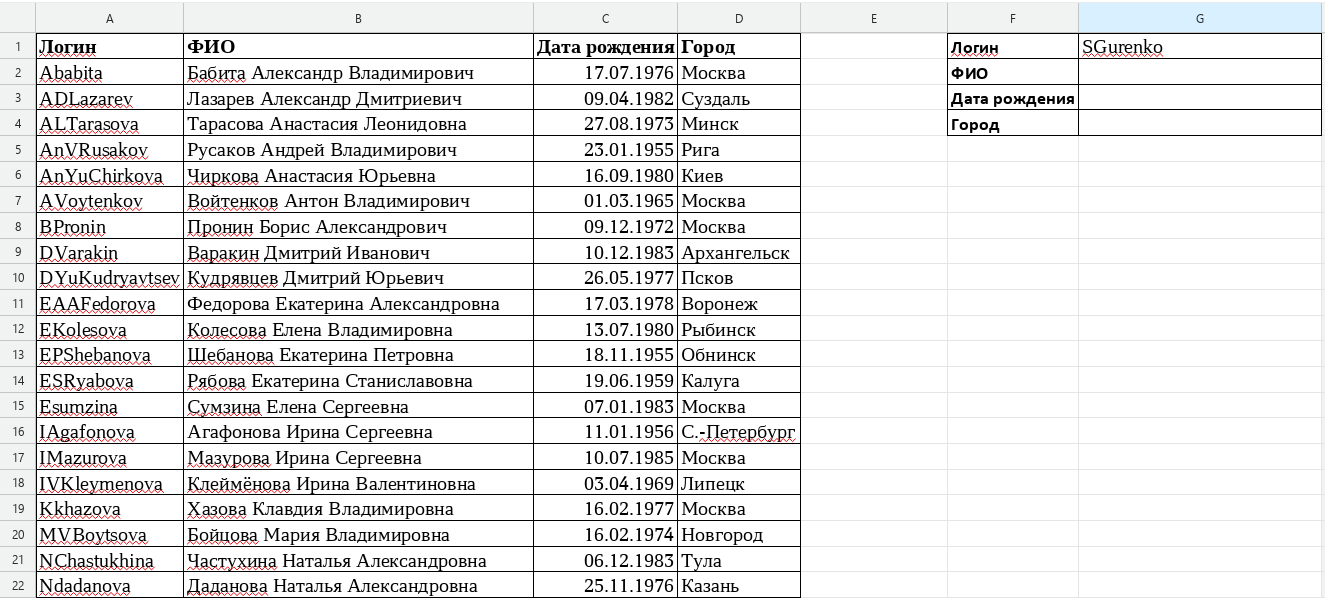 A B C D E F G
1 Логин ФИО Дата рождения Город Логин SGurenko
2 Ababita Бабита Александр Владимирович 17.07.1976 Москва ФИО
3 ADLazarev Лазарев Александр Дмитриевич 09.04.1982 Суздаль Дата рождения
4 ALTarasova Тарасова Анастасия Леонидовна 27.08.1973 Минск Город
5 AnVRusakov Русаков Андрей Владимирович 23.01.1955 Рига
6 AnYuChirkova Чиркова Анастасия Юрьевна 16.09.1980 Киев
7 AVoytenkov Войтенков Антон Владимирович 01.03.1965 Москва
8 BPronin Пронин Борис Александрович 09.12.1972 Москва
9 DVarakin Варакин Дмитрий Иванович 10.12.1983 Архангельск
10 DYuKudryavtsev Кудрявцев Дмитрий Юрьевич 26.05.1977 Псков
11 EAAFedorova Федорова Екатерина Александровна 17.03.1978 Воронеж
12 EKolesova Колесова Елена Владимировна 13.07.1980 Рыбинск
13 EPShebanova Шебанова Екатерина Петровна 18.11.1955 Обнинск
14 ESRyabova Рябова Екатерина Станиславовна 19.06.1959 Калуга
15 Esumzina Сумзина Елена Сергеевна 07.01.1983 Москва
16 IAgafonova Агафонова Ирина Сергеевна 11.01.1956 С.-Петербург
17 IMazurova Мазурова Ирина Сергеевна 10.07.1985 Москва
18 IVKleymenova Клеймёнова Ирина Валентиновна 03.04.1969 Липецк
19 Kkhazova Хазова Клавдия Владимировна 16.02.1977 Москва
20 MVBoytsova Бойцова Мария Владимировна 16.02.1974 Новгород
21 NChastukhina Частухина Наталья Александровна 06.12.1983 Тула
22 Ndadanova Даданова Наталья Александровна 25.11.1976 Казань